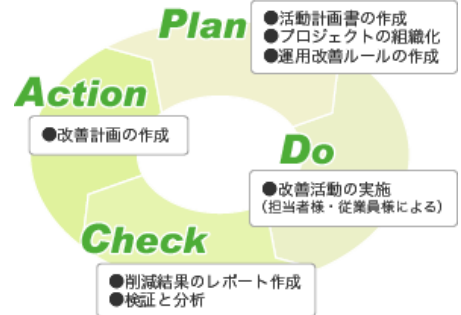 Plan
●活動計画書の作成
●プロジェクトの組織化
●運用改善ルールの作成
Do
●改善活動の実施
(担当者様・従業員様による)
Check
●削減結果のレポート作成
●検証と分析
Action
●改善計画の作成